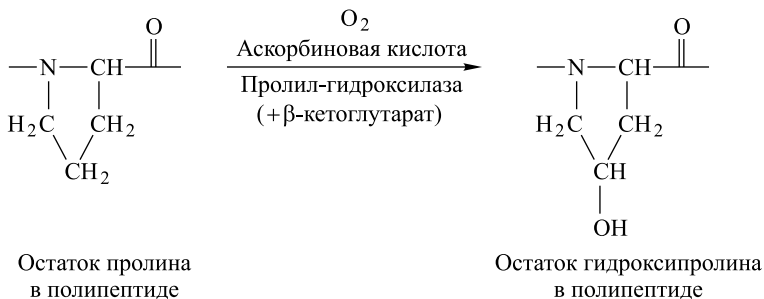 O
—N—CH—C—
H₂C CH₂
CH₂
Остаток пролина
в полипептиде
O₂
Аскорбиновая кислота
Пролил-гидроксилаза
(+β-кетоглутарат)
O
—N—CH—C—
H₂C CH₂
CH
OH
Остаток гидроксипролина
в полипептиде